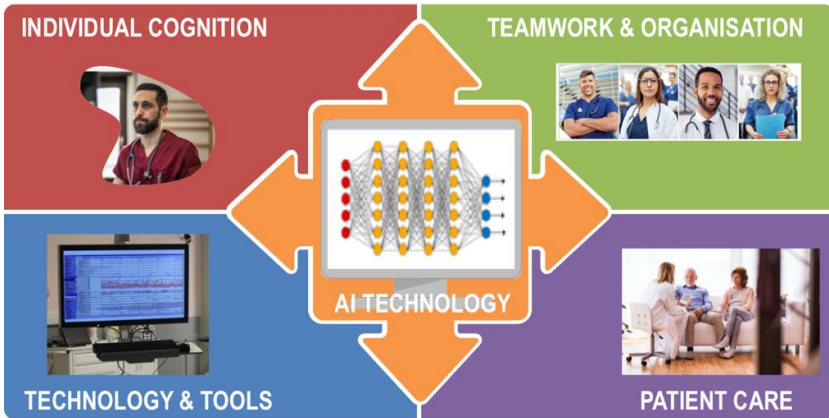 INDIVIDUAL COGNITION
TEAMWORK & ORGANISATION
AI TECHNOLOGY
TECHNOLOGY & TOOLS
PATIENT CARE